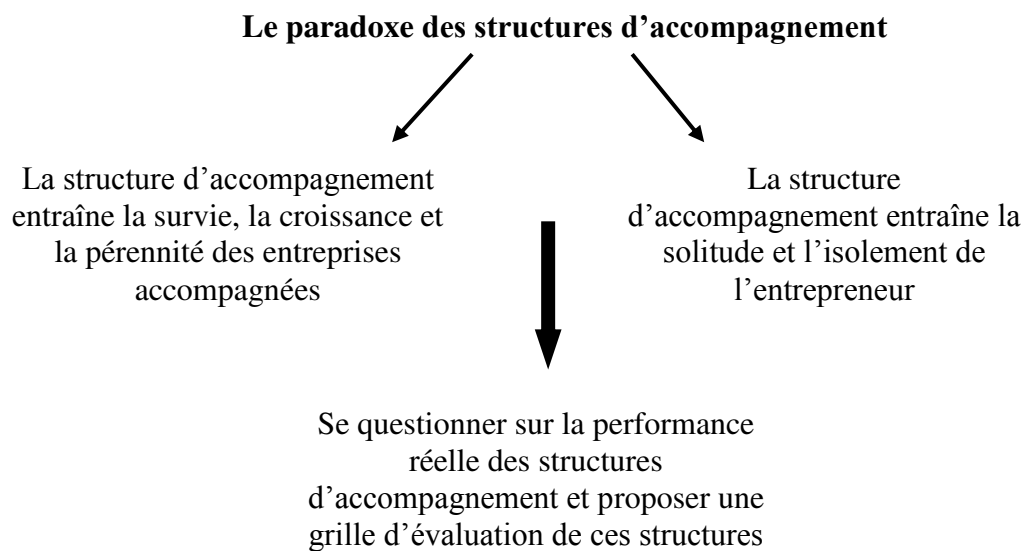 Le paradoxe des structures d’accompagnement
La structure d’accompagnement
entraîne la survie, la croissance et
la pérennité des entreprises
accompagnées
La structure
d’accompagnement entraîne la
solitude et l’isolement de
l’entrepreneur
Se questionner sur la performance
réelle des structures
d’accompagnement et proposer une
grille d’évaluation de ces structures